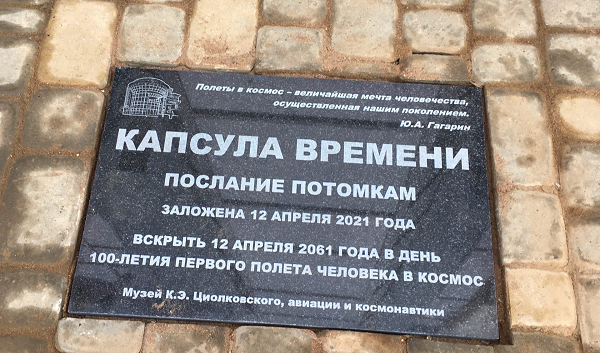 Полеты в космос – величайшая мечта человечества,
осуществленная нашим поколением.
Ю.А. Гагарин
КАПСУЛА ВРЕМЕНИ
ПОСЛАНИЕ ПОТОМКАМ
ЗАЛОЖЕНА 12 АПРЕЛЯ 2021 ГОДА
ВСКРЫТЬ 12 АПРЕЛЯ 2061 ГОДА В ДЕНЬ
100-ЛЕТИЯ ПЕРВОГО ПОЛЕТА ЧЕЛОВЕКА В КОСМОС
Музей К.Э. Циолковского, авиации и космонавтики